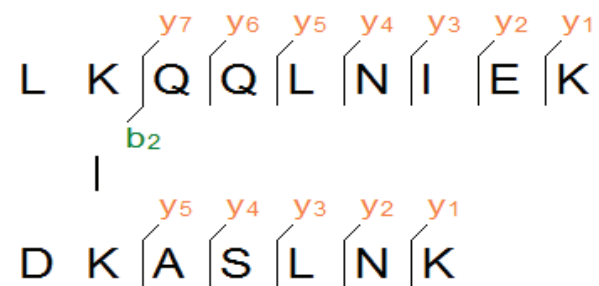 y7 y6 y5 y4 y3 y2 y1
L K Q Q L N I E K
b2
y5 y4 y3 y2 y1
D K A S L N K